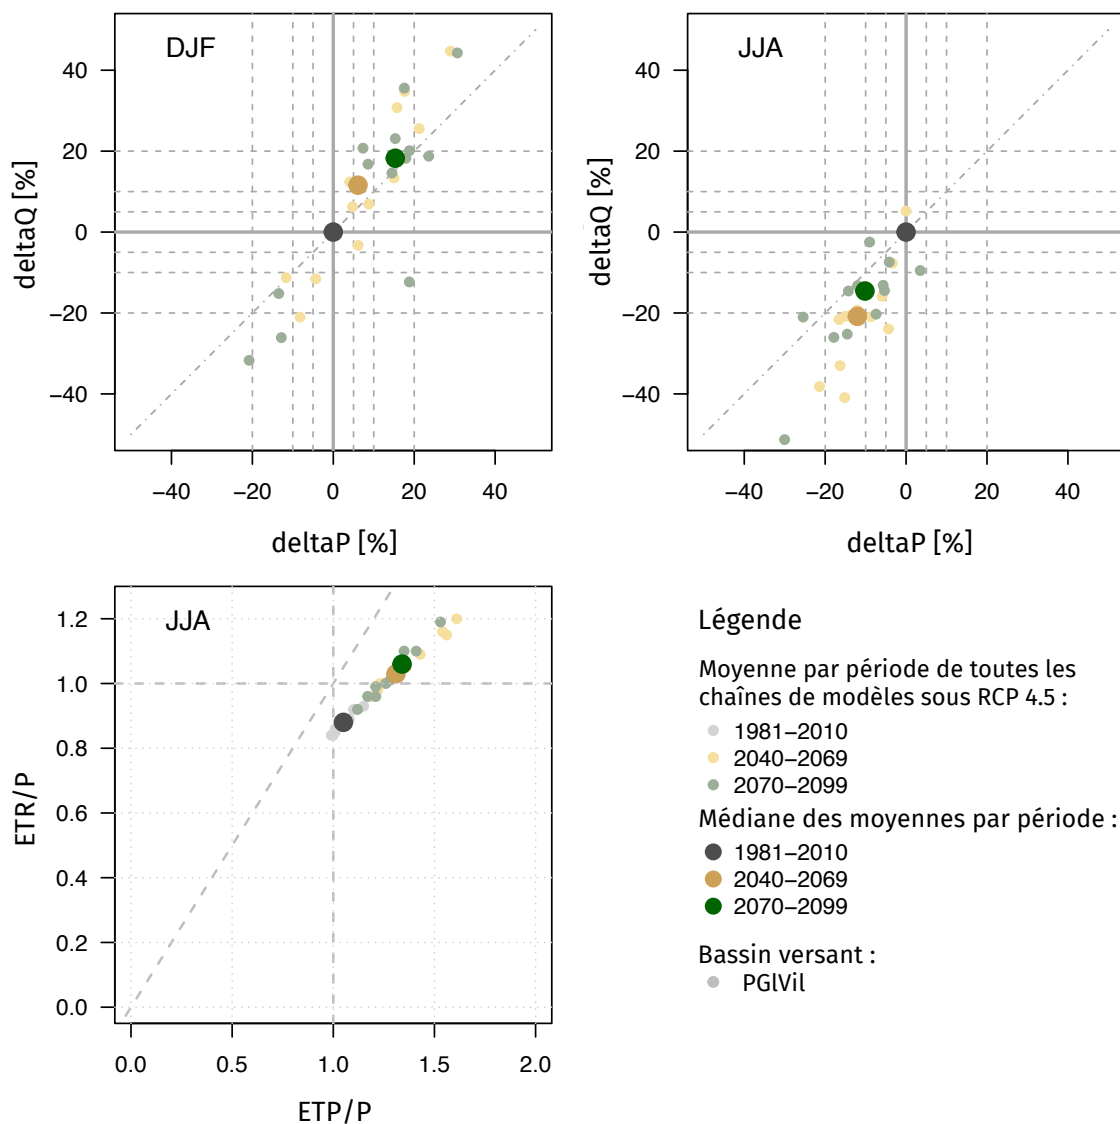 DJF
deltaQ [%]
40
20
0
−20
−40
−40 −20 0 20 40
deltaP [%]
JJA
deltaQ [%]
40
20
0
−20
−40
−40 −20 0 20 40
deltaP [%]
JJA
ETR/P
1.2
1.0
0.8
0.6
0.4
0.2
0.0
0.0 0.5 1.0 1.5 2.0
ETP/P
Légende
Moyenne par période de toutes les
chaînes de modèles sous RCP 4.5 :
1981−2010
2040−2069
2070−2099
Médiane des moyennes par période :
1981−2010
2040−2069
2070−2099
Bassin versant :
PGlVil